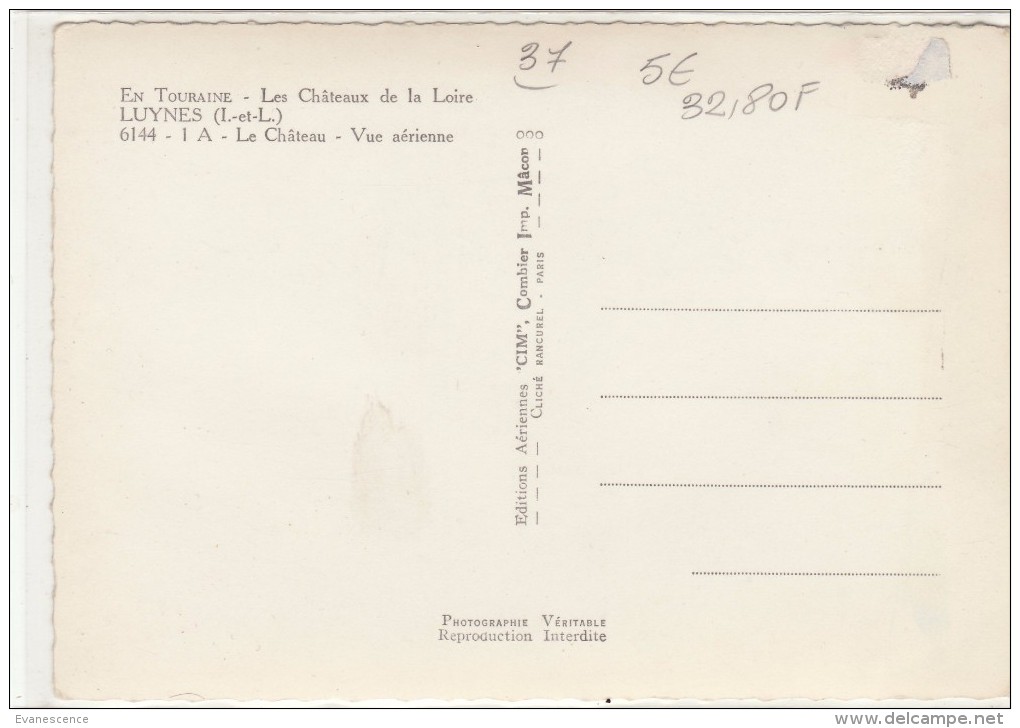 37
5€
32,80F
EN TOURAINE - Les Châteaux de la Loire
LUYNES (I.-et-L.)
6144 - 1 A - Le Château - Vue aérienne
Editions Aériennes "CIM", Combier Imp. Mâcon
CLICHÉ RANCUREL - PARIS
PHOTOGRAPHIE VÉRITABLE
Reproduction Interdite
Evanescence
www.delcampe.net